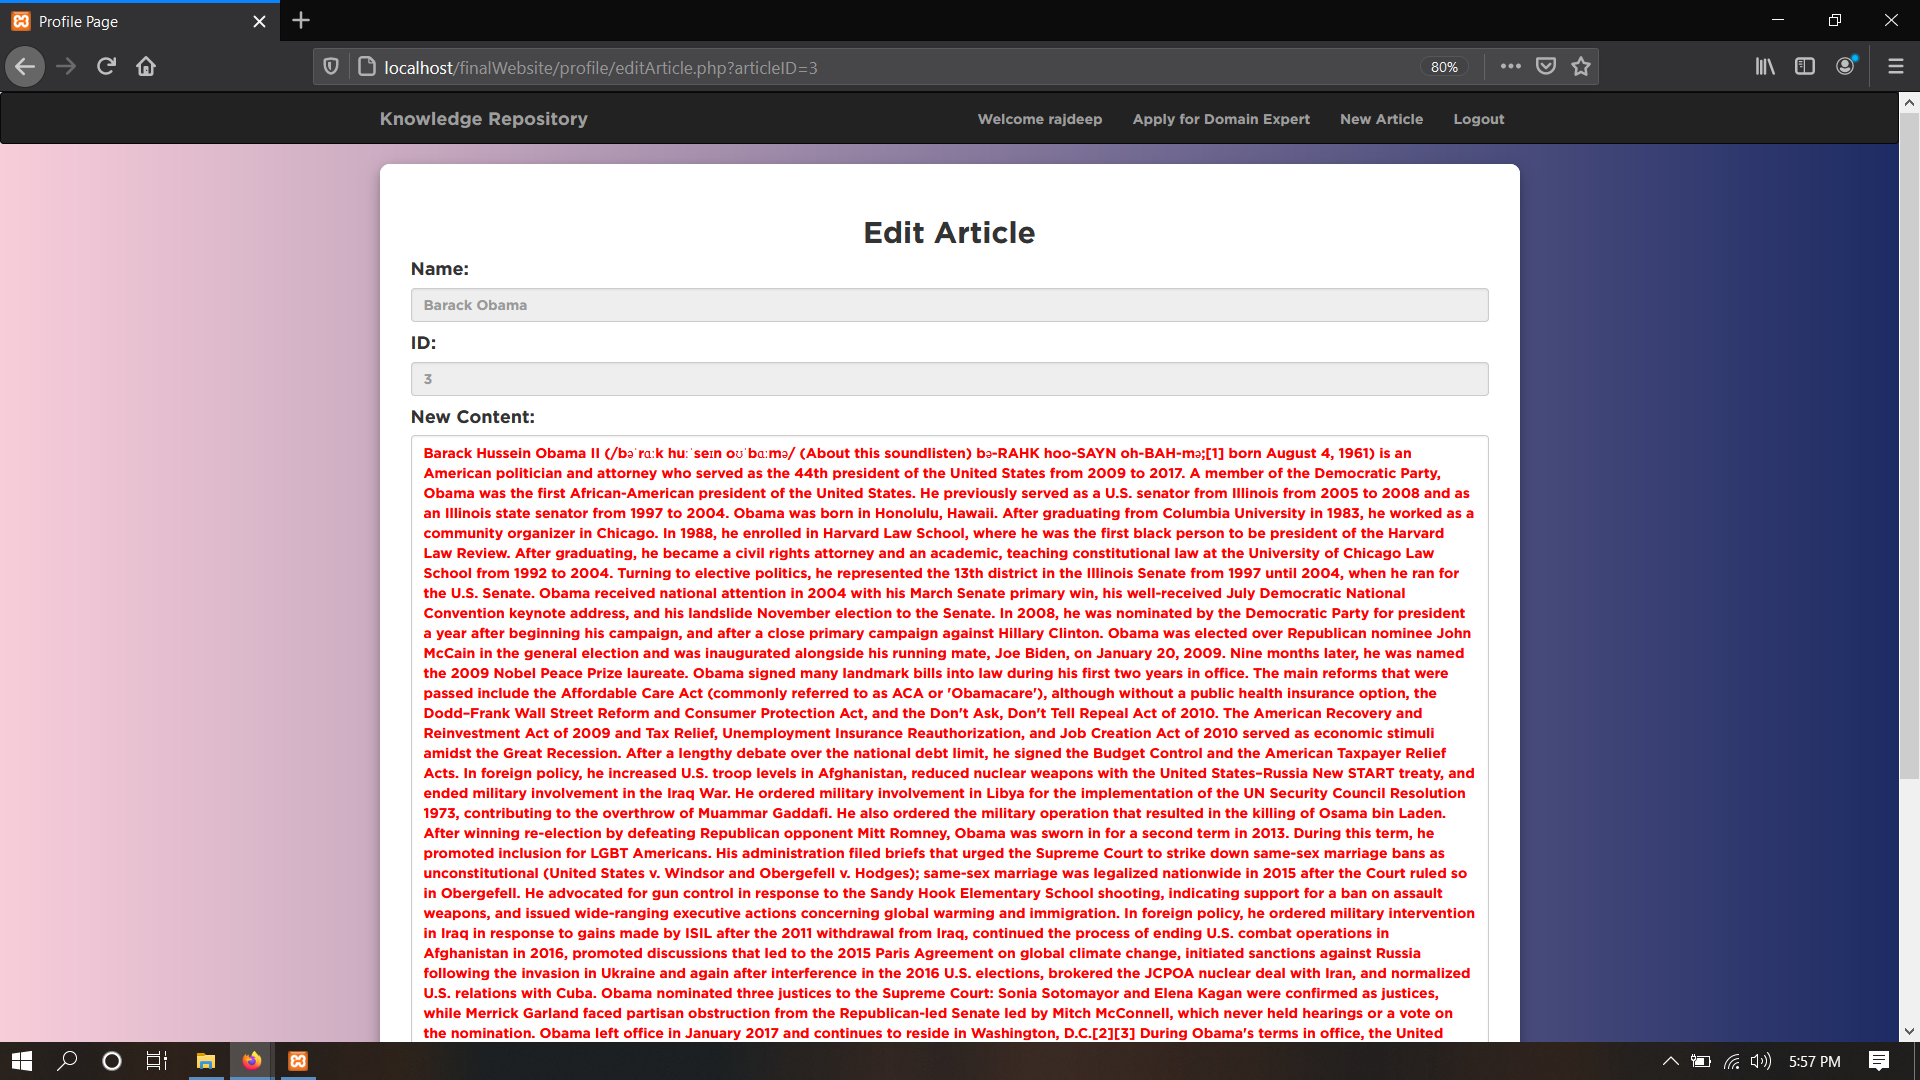 Profile Page
localhost/finalWebsite/profile/editArticle.php?articleID=3
80%
Knowledge Repository
Welcome rajdeep
Apply for Domain Expert
New Article
Logout
Edit Article
Name:
Barack Obama
ID:
3
New Content:
Barack Hussein Obama II (/bəˈrɑːk huːˈseɪn oʊˈbɑːmə/ (About this soundlisten) bə-RAHK hoo-SAYN oh-BAH-mə;[1] born August 4, 1961) is an
American politician and attorney who served as the 44th president of the United States from 2009 to 2017. A member of the Democratic Party,
Obama was the first African-American president of the United States. He previously served as a U.S. senator from Illinois from 2005 to 2008 and as
an Illinois state senator from 1997 to 2004. Obama was born in Honolulu, Hawaii. After graduating from Columbia University in 1983, he worked as a
community organizer in Chicago. In 1988, he enrolled in Harvard Law School, where he was the first black person to be president of the Harvard
Law Review. After graduating, he became a civil rights attorney and an academic, teaching constitutional law at the University of Chicago Law
School from 1992 to 2004. Turning to elective politics, he represented the 13th district in the Illinois Senate from 1997 until 2004, when he ran for
the U.S. Senate. Obama received national attention in 2004 with his March Senate primary win, his well-received July Democratic National
Convention keynote address, and his landslide November election to the Senate. In 2008, he was nominated by the Democratic Party for president
a year after beginning his campaign, and after a close primary campaign against Hillary Clinton. Obama was elected over Republican nominee John
McCain in the general election and was inaugurated alongside his running mate, Joe Biden, on January 20, 2009. Nine months later, he was named
the 2009 Nobel Peace Prize laureate. Obama signed many landmark bills into law during his first two years in office. The main reforms that were
passed include the Affordable Care Act (commonly referred to as ACA or 'Obamacare'), although without a public health insurance option, the
Dodd–Frank Wall Street Reform and Consumer Protection Act, and the Don't Ask, Don't Tell Repeal Act of 2010. The American Recovery and
Reinvestment Act of 2009 and Tax Relief, Unemployment Insurance Reauthorization, and Job Creation Act of 2010 served as economic stimuli
amidst the Great Recession. After a lengthy debate over the national debt limit, he signed the Budget Control and the American Taxpayer Relief
Acts. In foreign policy, he increased U.S. troop levels in Afghanistan, reduced nuclear weapons with the United States–Russia New START treaty, and
ended military involvement in the Iraq War. He ordered military involvement in Libya for the implementation of the UN Security Council Resolution
1973, contributing to the overthrow of Muammar Gaddafi. He also ordered the military operation that resulted in the killing of Osama bin Laden.
After winning re-election by defeating Republican opponent Mitt Romney, Obama was sworn in for a second term in 2013. During this term, he
promoted inclusion for LGBT Americans. His administration filed briefs that urged the Supreme Court to strike down same-sex marriage bans as
unconstitutional (United States v. Windsor and Obergefell v. Hodges); same-sex marriage was legalized nationwide in 2015 after the Court ruled so
in Obergefell. He advocated for gun control in response to the Sandy Hook Elementary School shooting, indicating support for a ban on assault
weapons, and issued wide-ranging executive actions concerning global warming and immigration. In foreign policy, he ordered military intervention
in Iraq in response to gains made by ISIL after the 2011 withdrawal from Iraq, continued the process of ending U.S. combat operations in
Afghanistan in 2016, promoted discussions that led to the 2015 Paris Agreement on global climate change, initiated sanctions against Russia
following the invasion in Ukraine and again after interference in the 2016 U.S. elections, brokered the JCPOA nuclear deal with Iran, and normalized
U.S. relations with Cuba. Obama nominated three justices to the Supreme Court: Sonia Sotomayor and Elena Kagan were confirmed as justices,
while Merrick Garland faced partisan obstruction from the Republican-led Senate led by Mitch McConnell, which never held hearings or a vote on
the nomination. Obama left office in January 2017 and continues to reside in Washington, D.C.[2][3] During Obama's terms in office, the United
5:57 PM